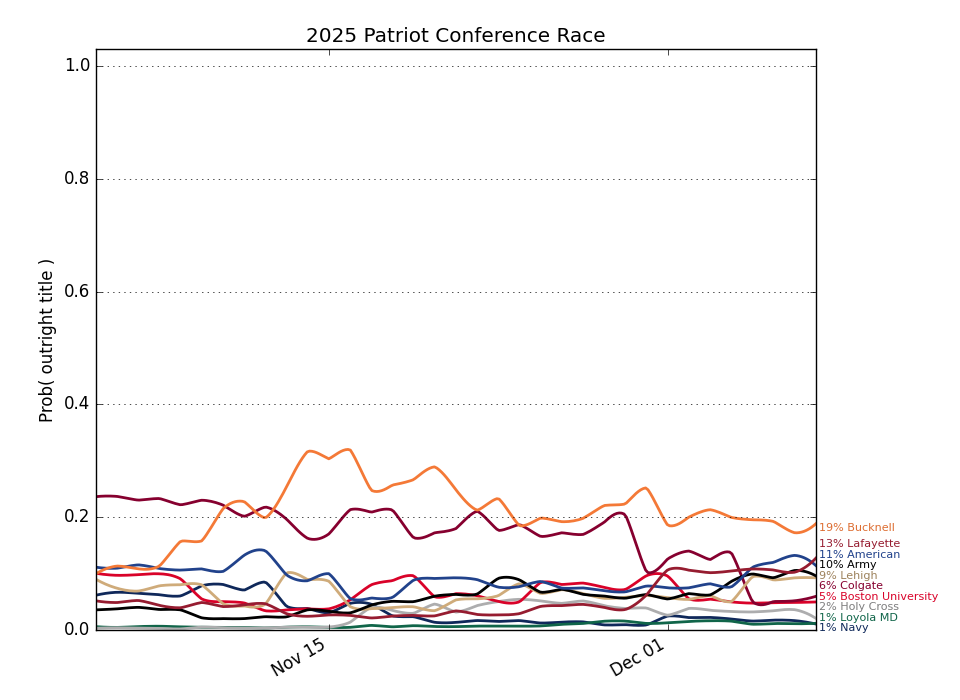 2025 Patriot Conference Race
Prob( outright title )
1.0
0.8
0.6
0.4
0.2
0.0
Nov 15
Dec 01
19% Bucknell
13% Lafayette
11% American
10% Army
9% Lehigh
6% Colgate
5% Boston University
2% Holy Cross
1% Loyola MD
1% Navy